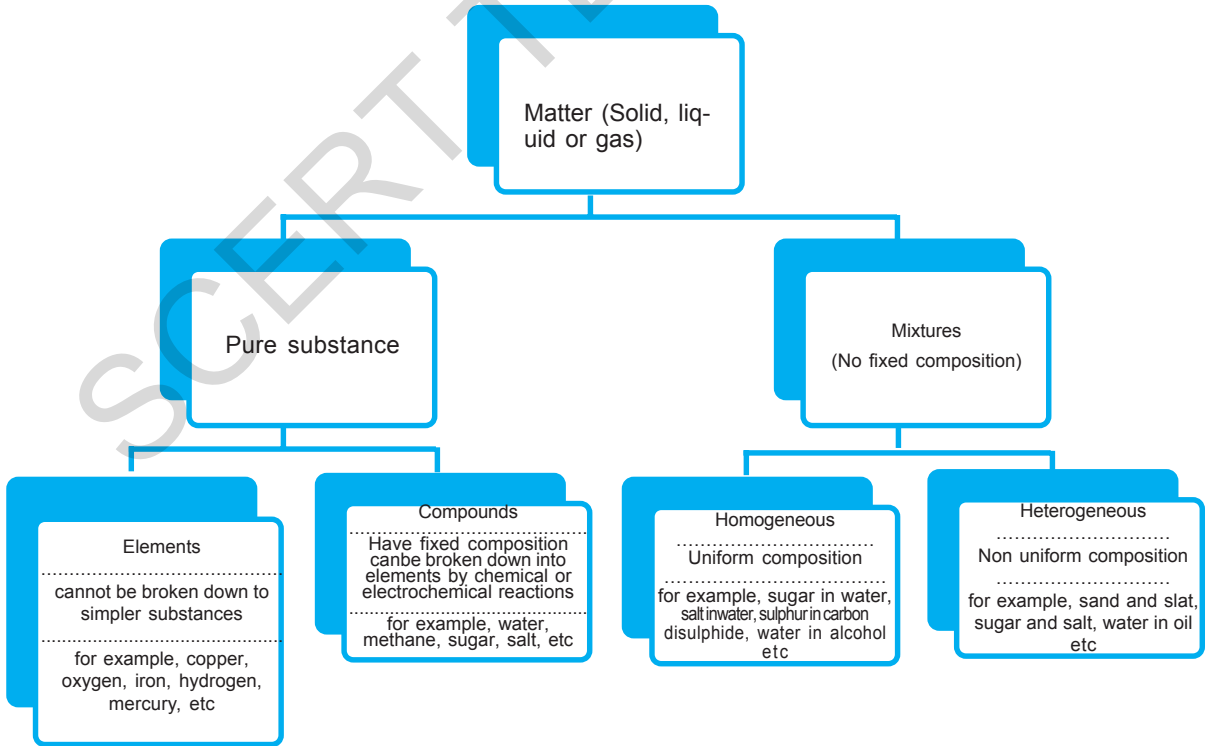 SCERT TE
Matter (Solid, liq-
uid or gas)
Pure substance
Mixtures
(No fixed composition)
Elements
........................................................
cannot be broken down to
simpler substances
........................................................
for example, copper,
oxygen, iron, hydrogen,
mercury, etc
Compounds
........................................................
Have fixed composition
canbe broken down into
elements by chemical or
electrochemical reactions
........................................................
for example, water,
methane, sugar, salt, etc
Homogeneous
...................................
Uniform composition
.......................................
for example, sugar in water,
salt inwater, sulphur in carbon
disulphide, water in alcohol
etc
Heterogeneous
.............................
Non uniform composition
.............................
for example, sand and slat,
sugar and salt, water in oil
etc